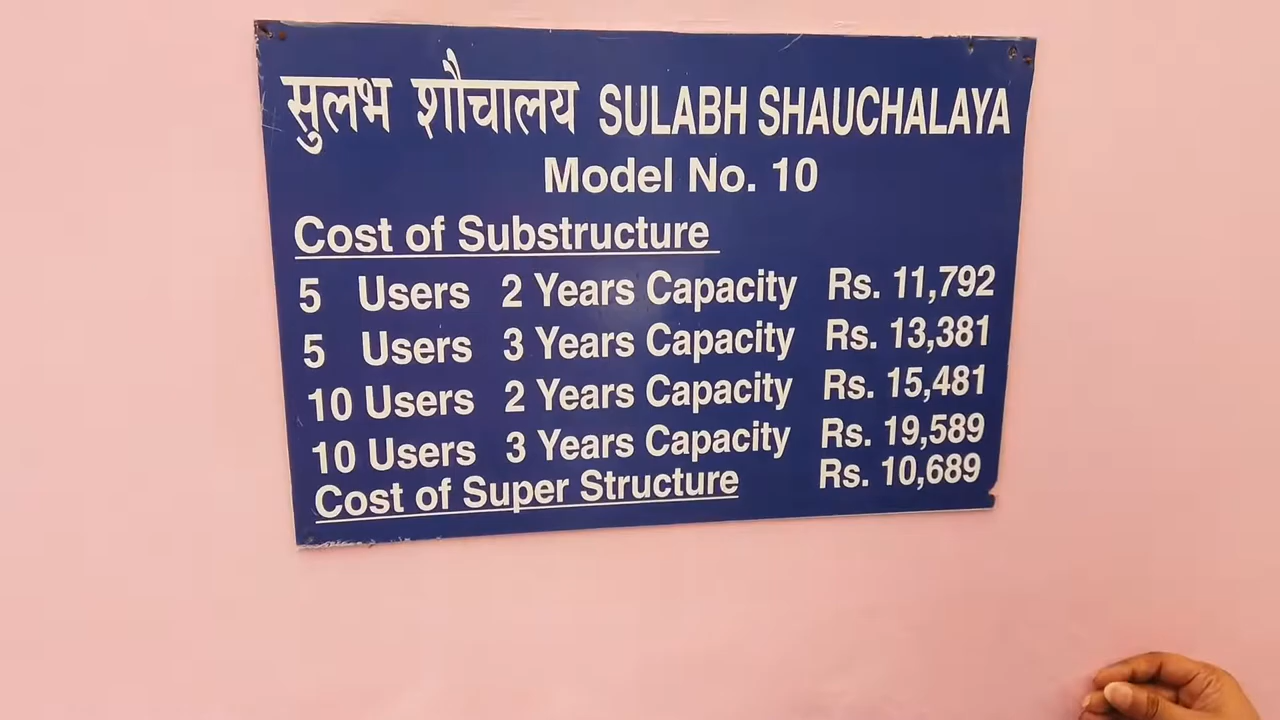 सुलभ शौचालय SULABH SHAUCHALAYA
Model No. 10
Cost of Substructure
5 Users 2 Years Capacity Rs. 11,792
5 Users 3 Years Capacity Rs. 13,381
10 Users 2 Years Capacity Rs. 15,481
10 Users 3 Years Capacity Rs. 19,589
Cost of Super Structure Rs. 10,689